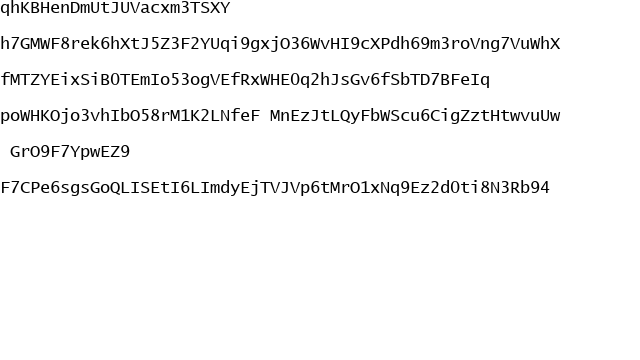 qhKBHenDmUtJUVacxm3TSXY
h7GMWF8rek6hXtJ5Z3F2YUqi9gxjO36WvHI9cXPdh69m3roVng7VuWhX
fMTZYEixSiBOTEmIo53ogVEfRxWHEOq2hJsGv6fSbTD7BFeIq
poWHKOjo3vhIbO58rM1K2LNfeF MnEzJtLQyFbWScu6CigZztHtwvuUw
GrO9F7YpwEZ9
F7CPe6sgsGoQLISEtI6LImdyEjTVJVp6tMrO1xNq9Ez2dOti8N3Rb94